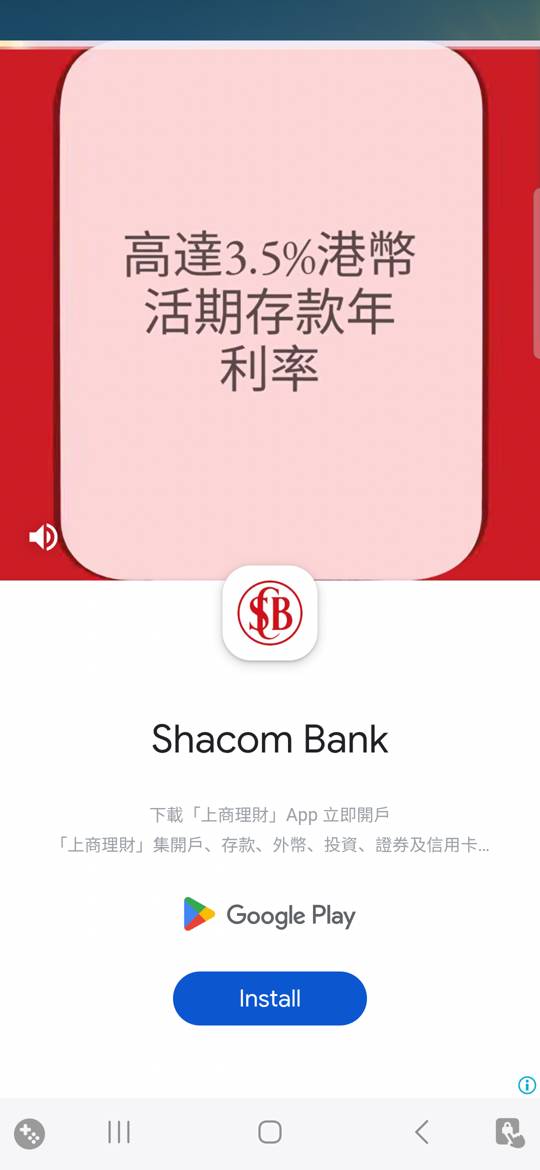 高達3.5%港幣
活期存款年
利率
SCB
Shacom Bank
下載「上商理財」App 立即開戶
「上商理財」集開戶、存款、外幣、投資、證券及信用卡...
Google Play
Install